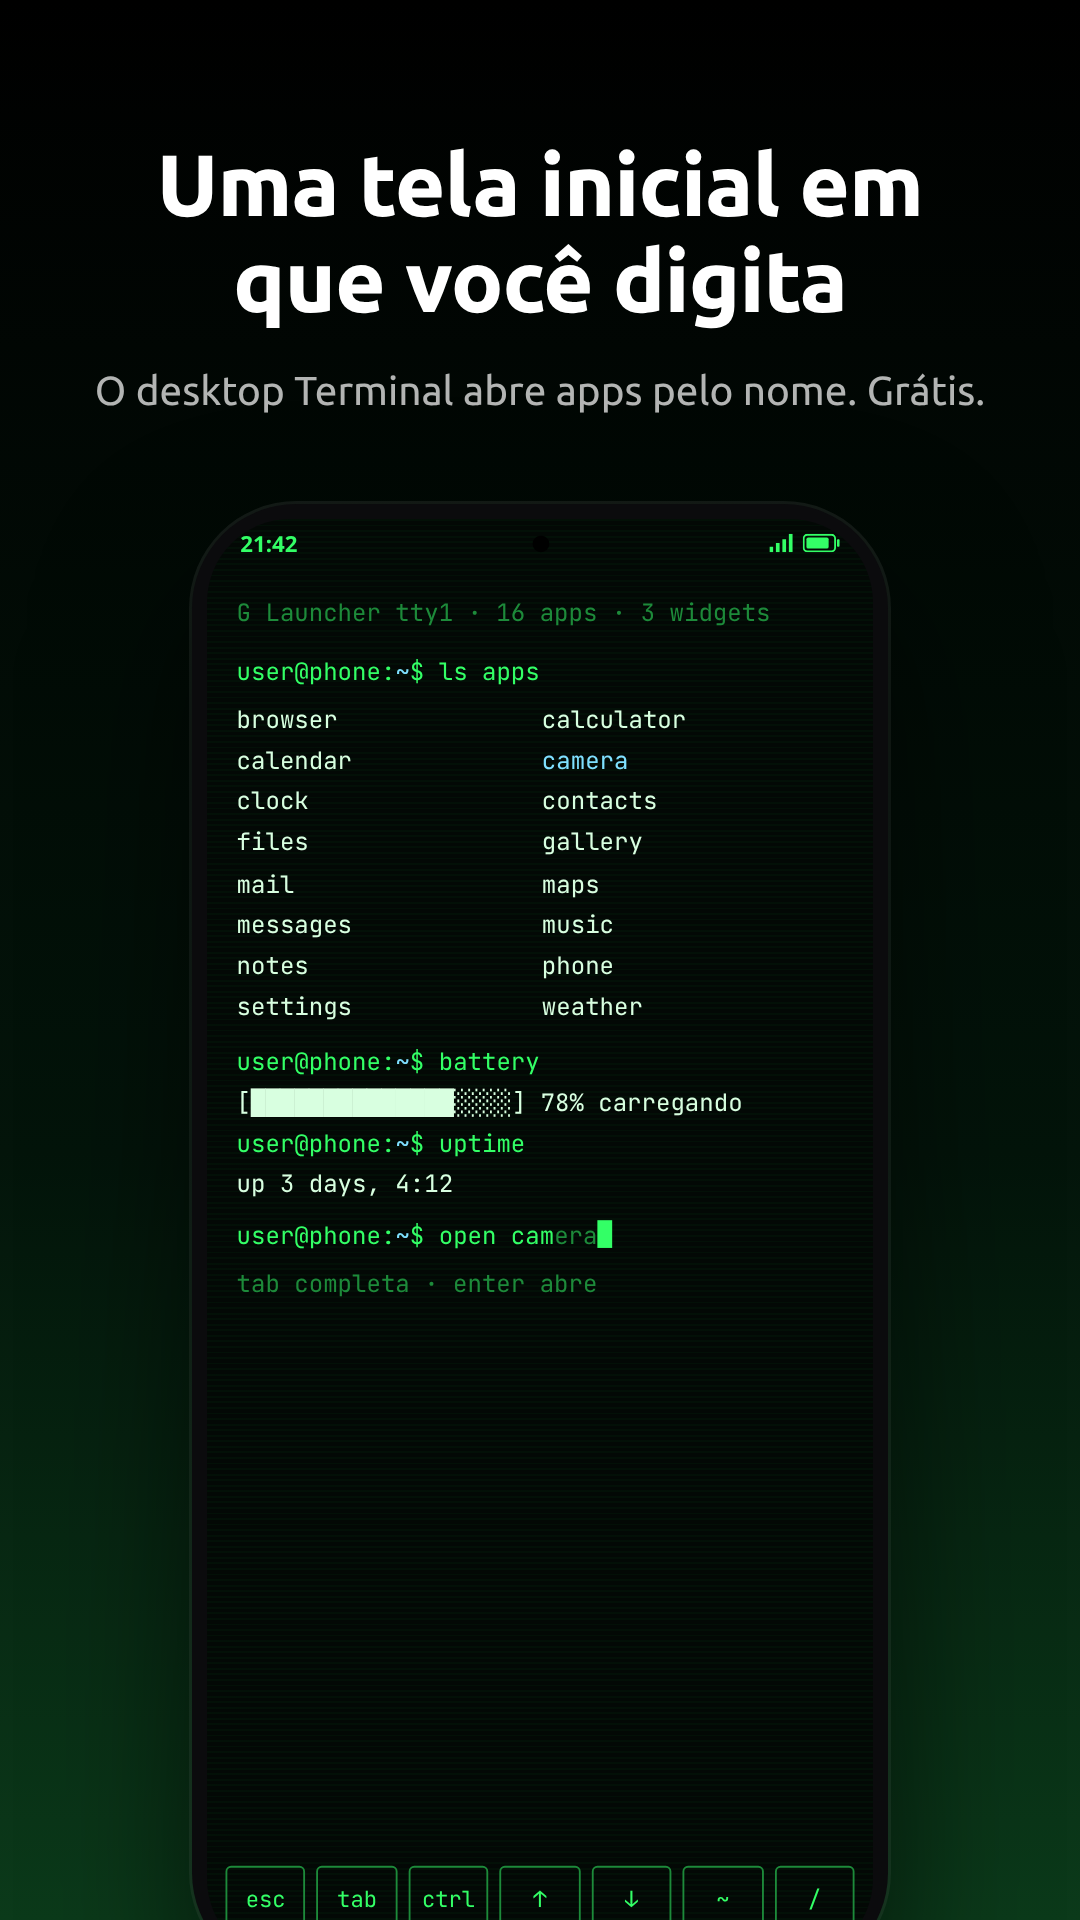 Uma tela inicial em
que você digita
O desktop Terminal abre apps pelo nome. Grátis.
21:42
G Launcher tty1 · 16 apps · 3 widgets
user@phone:~$ ls apps
browser calculator
calendar camera
clock contacts
files gallery
mail maps
messages music
notes phone
settings weather
user@phone:~$ battery
[██████████████░░░░] 78% carregando
user@phone:~$ uptime
up 3 days, 4:12
user@phone:~$ open camera
tab completa · enter abre
esc tab ctrl ↑ ↓ ~ /